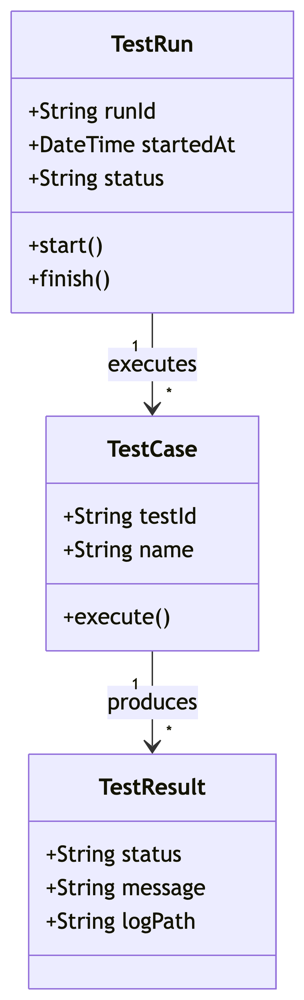 TestRun
+String runId
+DateTime startedAt
+String status
+start()
+finish()
1
executes
*
TestCase
+String testId
+String name
+execute()
1
produces
*
TestResult
+String status
+String message
+String logPath